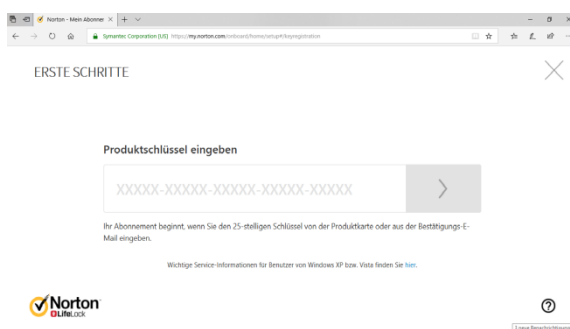 Norton - Mein Abonne
Symantec Corporation [US] https://my.norton.com/onboard/home/setup#/keyregistration
ERSTE SCHRITTE
Produktschlüssel eingeben
XXXXX-XXXXX-XXXXX-XXXXX-XXXXX
Ihr Abonnement beginnt, wenn Sie den 25-stelligen Schlüssel von der Produktkarte oder aus der Bestätigungs-E-
Mail eingeben.
Wichtige Service-Informationen für Benutzer von Windows XP bzw. Vista finden Sie hier.
Norton
LifeLock
neue Benachrichtigung